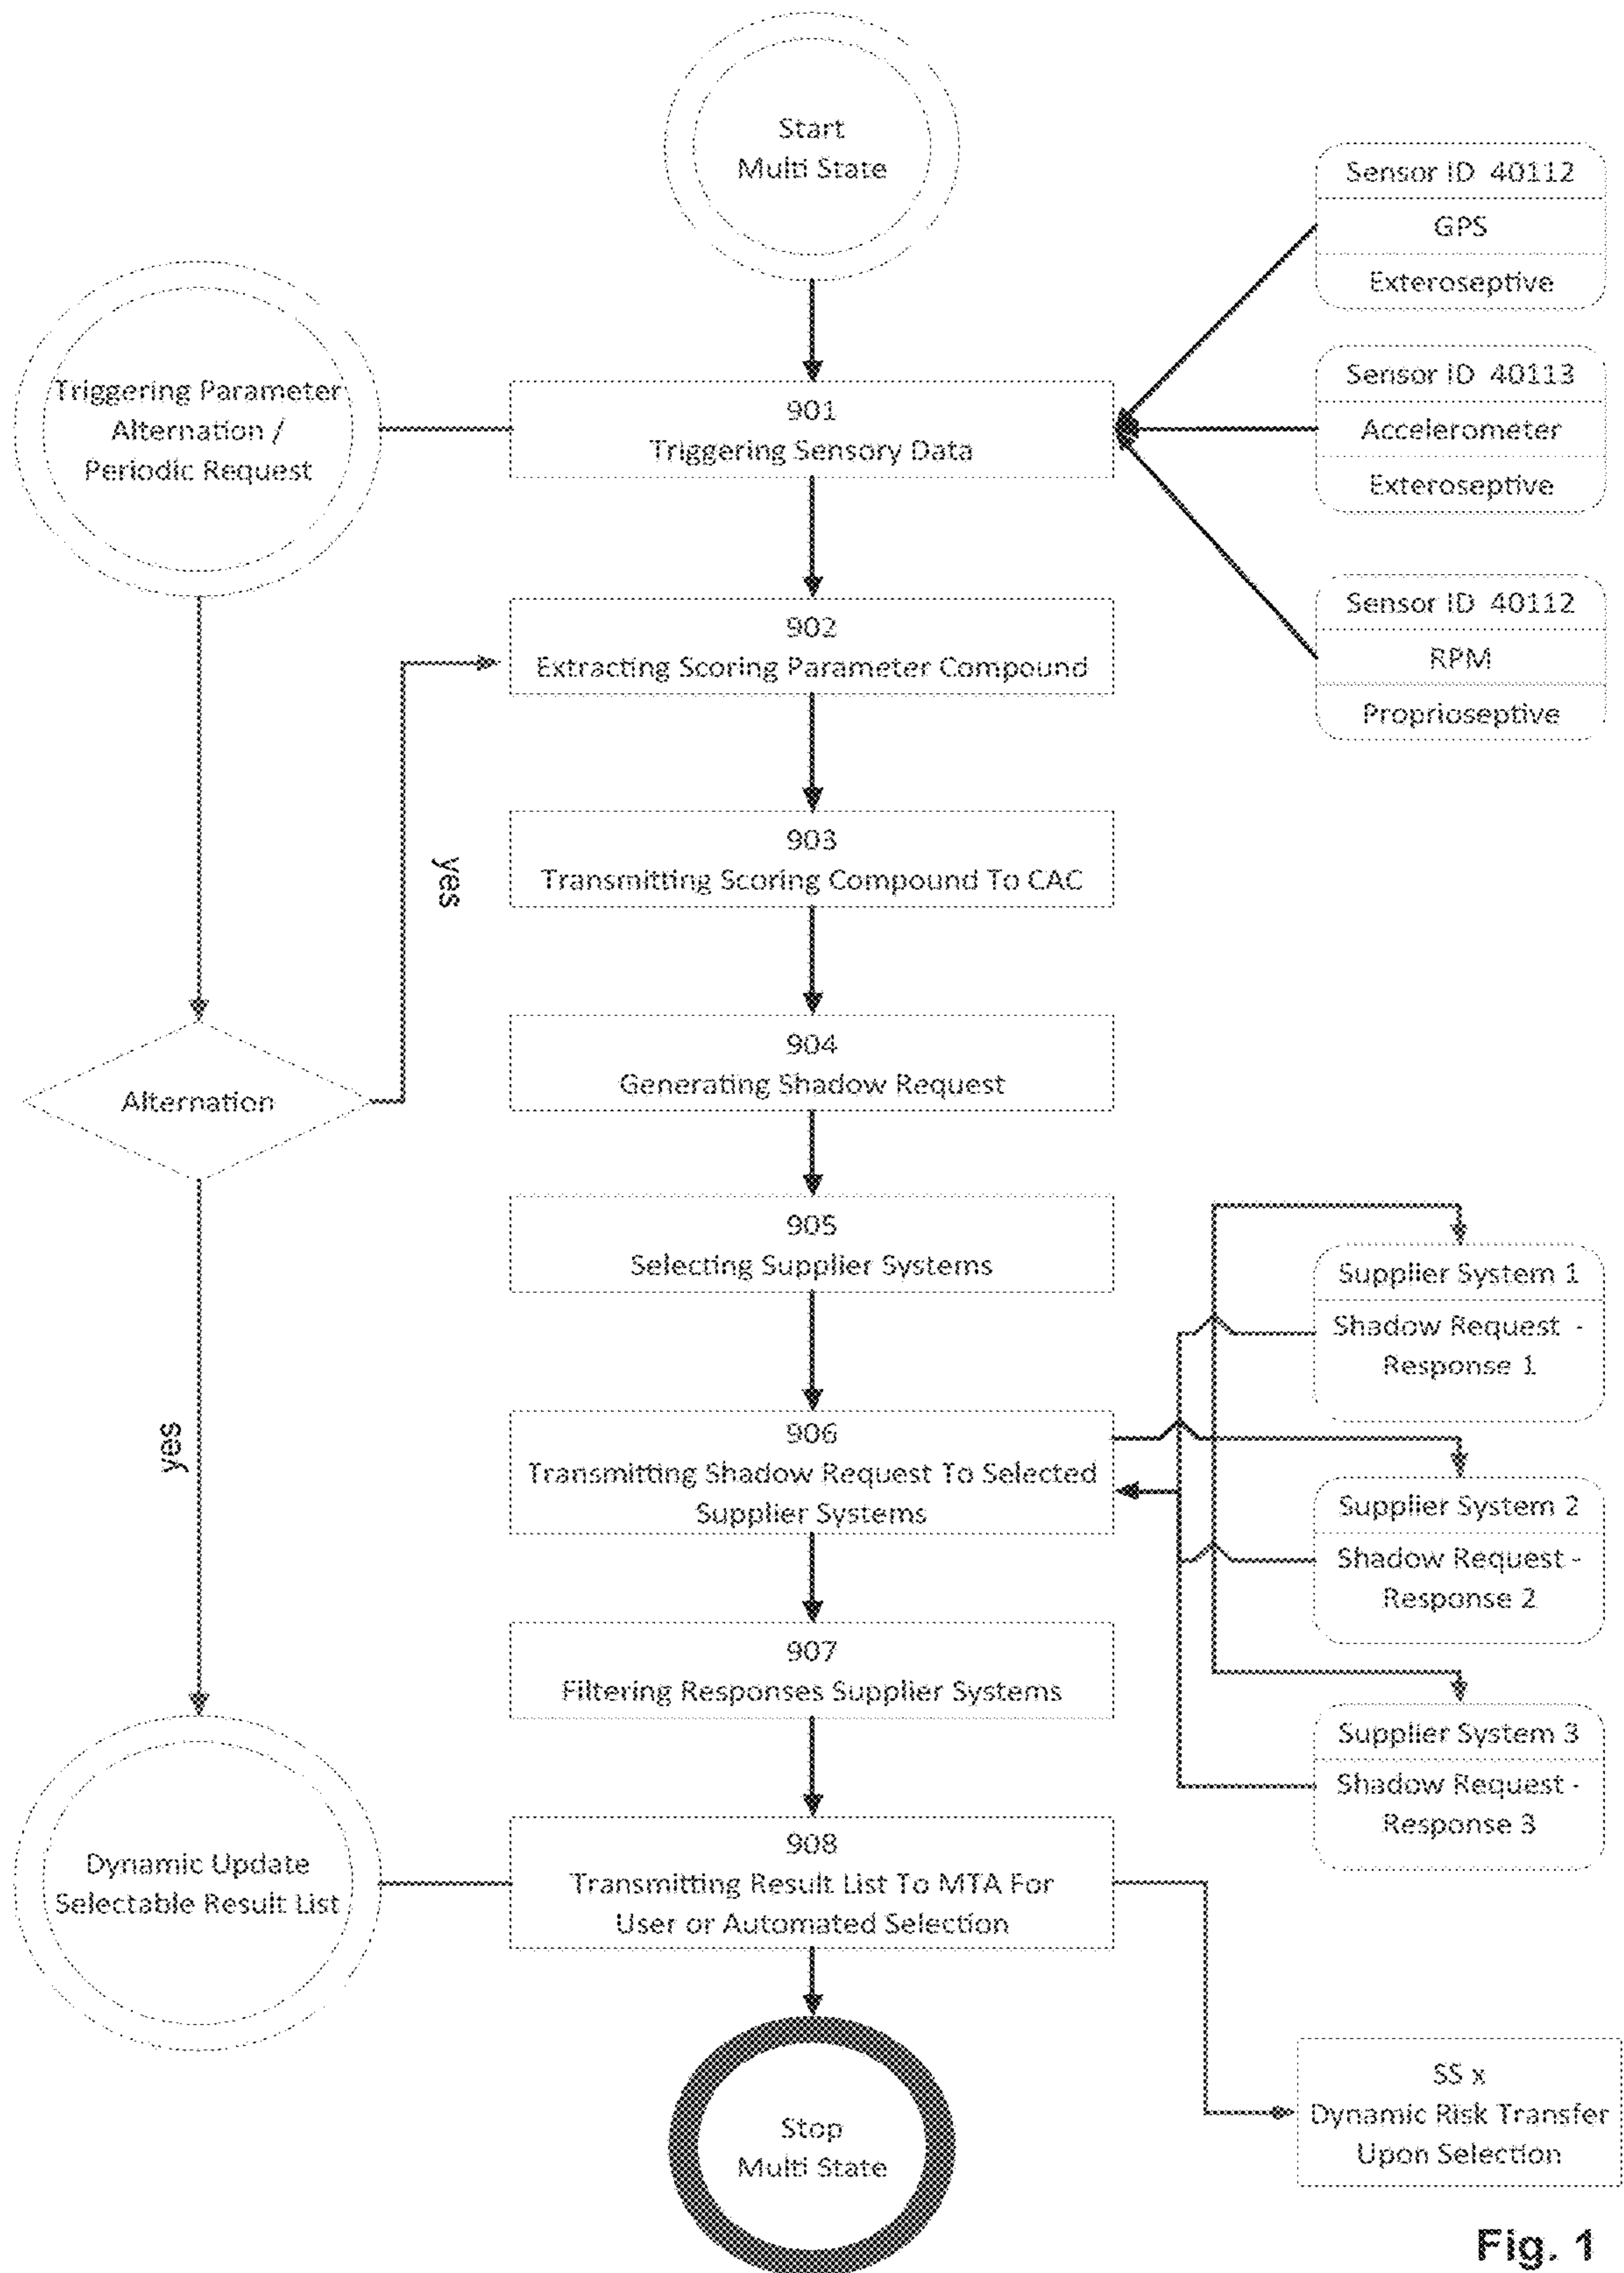 Start
Multi State
Sensor ID 40112
GPS
Exteroseptive
Sensor ID 40113
Accelerometer
Exteroseptive
Sensor ID 40112
RPM
Proprioseptive
Triggering Parameter
Alternation /
Periodic Request
901
Triggering Sensory Data
902
Extracting Scoring Parameter Compound
903
Transmitting Scoring Compound To CAC
yes
904
Generating Shadow Request
Alternation
905
Selecting Supplier Systems
Supplier System 1
Shadow Request -
Response 1
yes
906
Transmitting Shadow Request To Selected
Supplier Systems
Supplier System 2
Shadow Request -
Response 2
907
Filtering Responses Supplier Systems
Supplier System 3
Shadow Request -
Response 3
Dynamic Update
Selectable Result List
908
Transmitting Result List To MTA For
User or Automated Selection
Stop
Multi State
SS x
Dynamic Risk Transfer
Upon Selection
Fig. 1